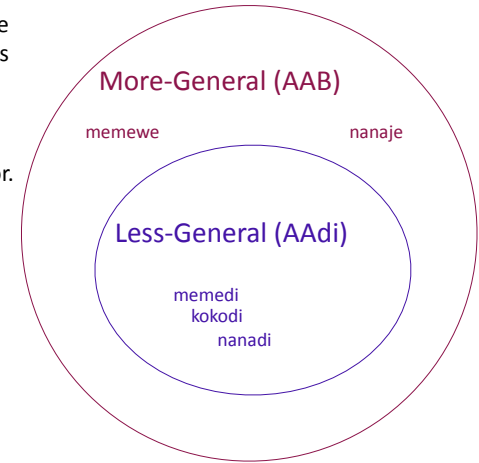 e
s
More-General (AAB)
memewe nanaje
r.
Less-General (AAdi)
memedi
kokodi
nanadi